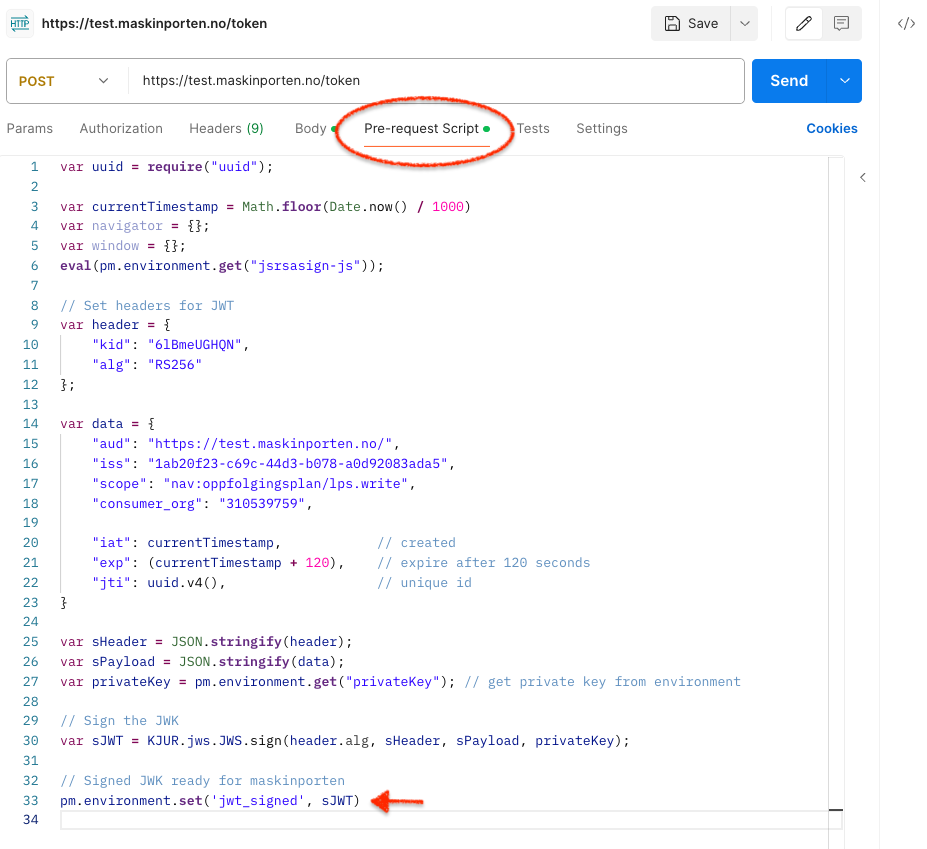 HTTP https://test.maskinporten.no/token Save </>
POST https://test.maskinporten.no/token Send
Params Authorization Headers (9) Body Pre-request Script Tests Settings Cookies
1 var uuid = require("uuid");
2
3 var currentTimestamp = Math.floor(Date.now() / 1000)
4 var navigator = {};
5 var window = {};
6 eval(pm.environment.get("jsrsasign-js"));
7
8 // Set headers for JWT
9 var header = {
10 "kid": "6lBmeUGHQN",
11 "alg": "RS256"
12 };
13
14 var data = {
15 "aud": "https://test.maskinporten.no/",
16 "iss": "1ab20f23-c69c-44d3-b078-a0d92083ada5",
17 "scope": "nav:oppfolgingsplan/lps.write",
18 "consumer_org": "310539759",
19
20 "iat": currentTimestamp, // created
21 "exp": (currentTimestamp + 120), // expire after 120 seconds
22 "jti": uuid.v4(), // unique id
23 }
24
25 var sHeader = JSON.stringify(header);
26 var sPayload = JSON.stringify(data);
27 var privateKey = pm.environment.get("privateKey"); // get private key from environment
28
29 // Sign the JWK
30 var sJWT = KJUR.jws.JWS.sign(header.alg, sHeader, sPayload, privateKey);
31
32 // Signed JWK ready for maskinporten
33 pm.environment.set('jwt_signed', sJWT)
34